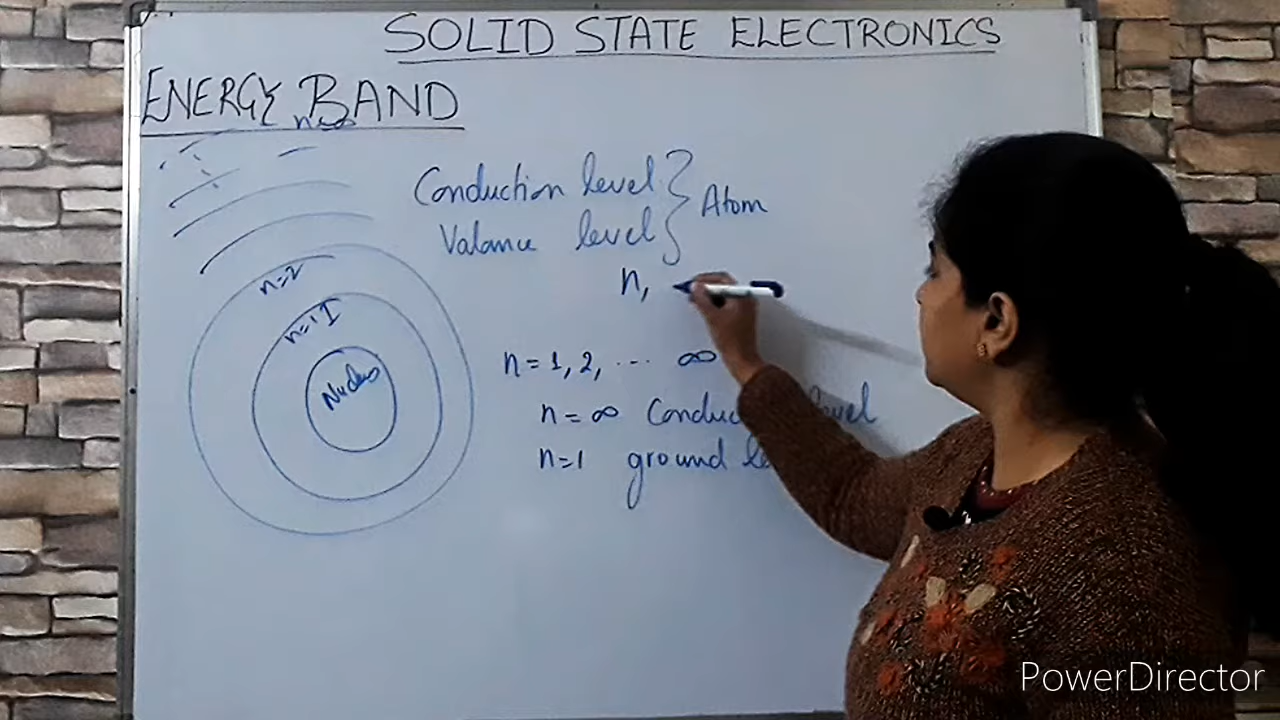 SOLID STATE ELECTRONICS
ENERGY BAND
n=∞
Conduction level } Atom
Valance level
n,
n=2
n=1
n = 1, 2, --- ∞
Nucleus
n = ∞ Conduc level
n=1 ground le
PowerDirector